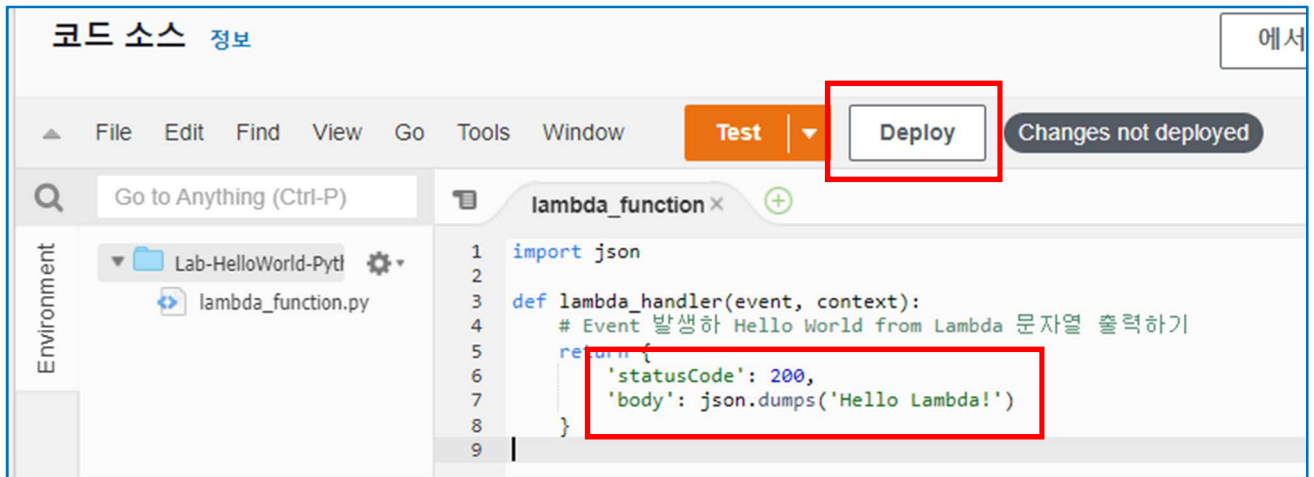 코드 소스 정보
에서
File Edit Find View Go Tools Window Test Deploy Changes not deployed
Go to Anything (Ctrl-P)
lambda_function
Environment
Lab-HelloWorld-Pyth
lambda_function.py
1 import json
2
3 def lambda_handler(event, context):
4 # Event 발생하 Hello World from Lambda 문자열 출력하기
5 return {
6 'statusCode': 200,
7 'body': json.dumps('Hello Lambda!')
8 }
9